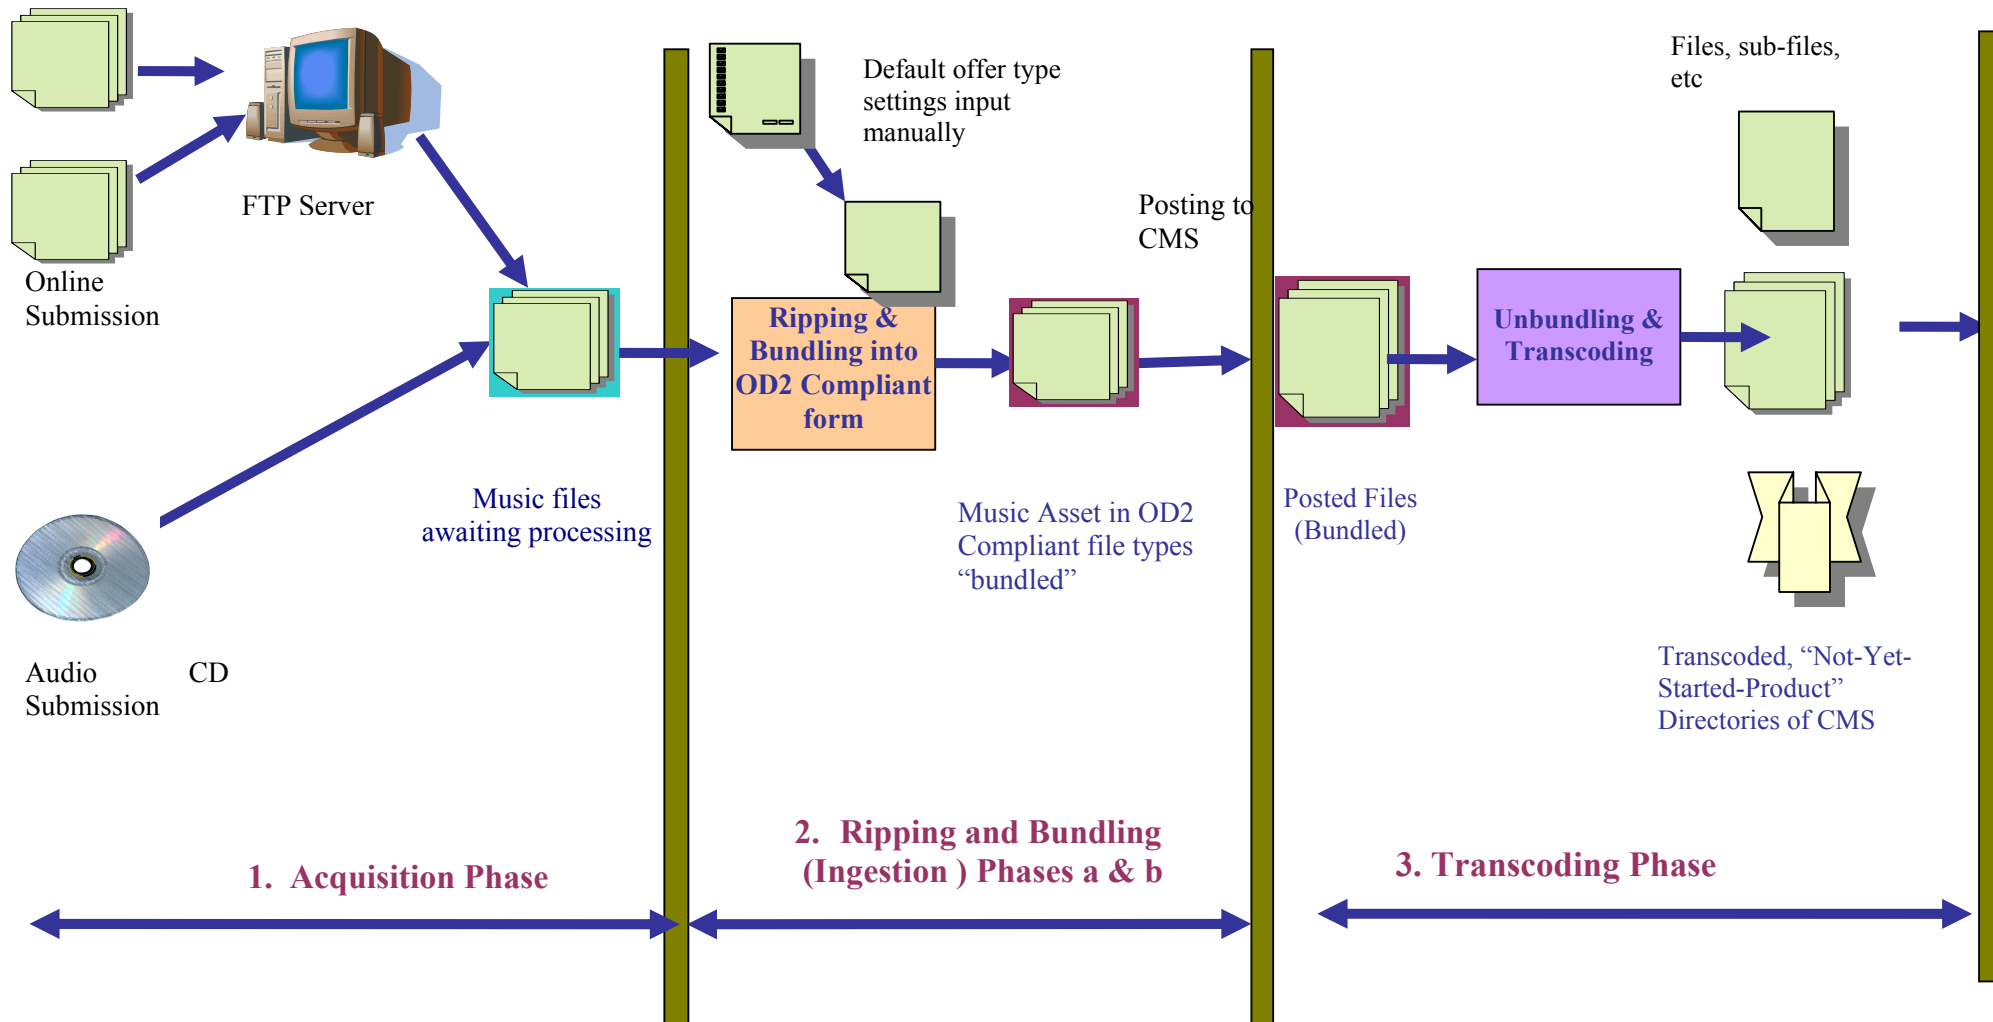 FTP Server
Online
Submission
Music files
awaiting processing
Audio CD
Submission
1. Acquisition Phase
Default offer type
settings input
manually
Posting to
CMS
Ripping &
Bundling into
OD2 Compliant
form
Music Asset in OD2
Compliant file types
“bundled”
2. Ripping and Bundling
(Ingestion ) Phases a & b
Files, sub-files,
etc
Unbundling &
Transcoding
Posted Files
(Bundled)
Transcoded, “Not-Yet-
Started-Product”
Directories of CMS
3. Transcoding Phase